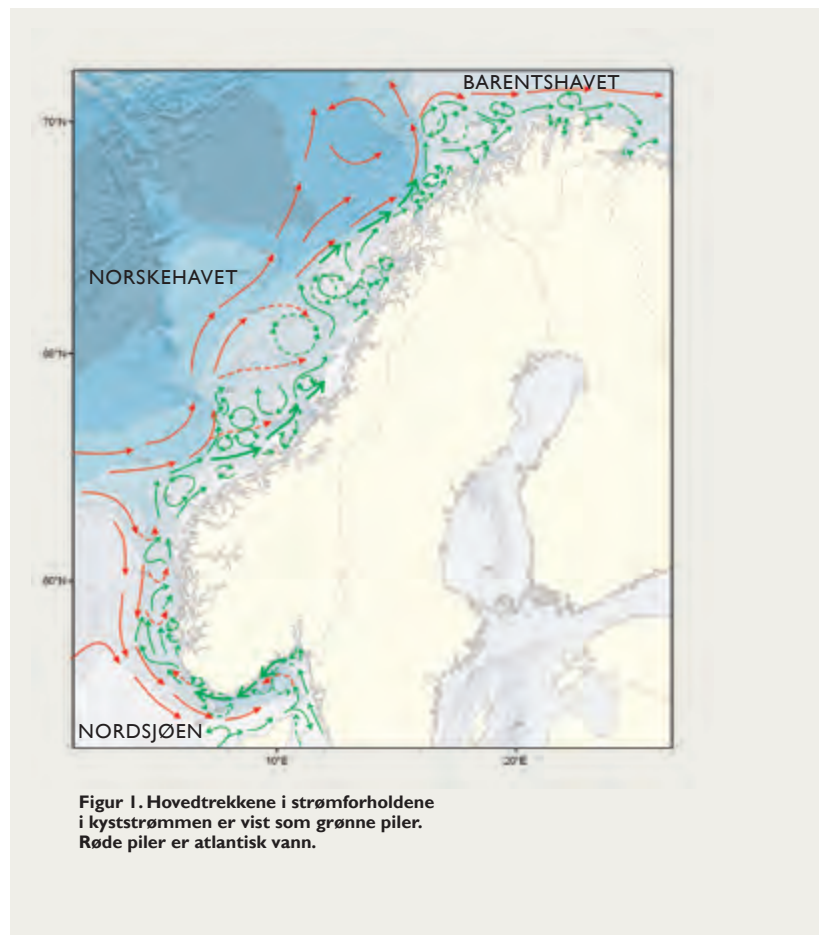 BARENTSHAVET
70°N
NORSKEHAVET
60°N
NORDSJØEN
10°E
20°E
Figur 1. Hovedtrekkene i strømforholdene
i kyststrømmen er vist som grønne piler.
Røde piler er atlantisk vann.